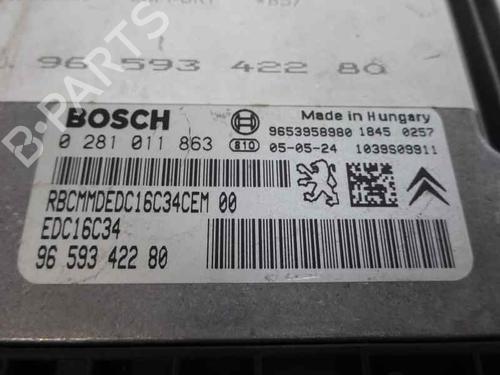 96 593 422 80
BOSCH
Made in Hungary
9653958980 1845 0257
0 281 011 863
810 05-05-24 1039S09911
RBCMMDEDC16C34CEM 00
EDC16C34
96 593 422 80
B-PARTS